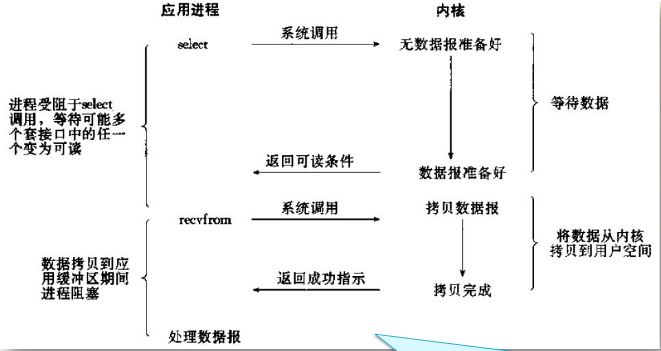 应用进程
内核
select
系统调用
无数据报准备好
进程受阻于select
调用，等待可能多
个套接口中的任一
个变为可读
等待数据
返回可读条件
数据报准备好
recvfrom
系统调用
拷贝数据报
将数据从内核
拷贝到用户空间
数据拷贝到应
用缓冲区期间
进程阻塞
返回成功指示
拷贝完成
处理数据报